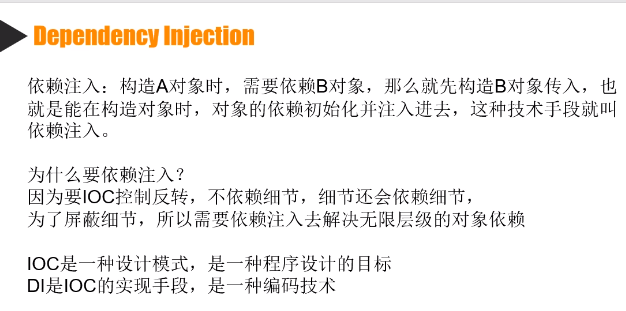 Dependency Injection
依赖注入：构造A对象时，需要依赖B对象，那么就先构造B对象传入，也
就是能在构造对象时，对象的依赖初始化并注入进去，这种技术手段就叫
依赖注入。
为什么要依赖注入？
因为要IOC控制反转，不依赖细节，细节还会依赖细节，
为了屏蔽细节，所以需要依赖注入去解决无限层级的对象依赖
IOC是一种设计模式，是一种程序设计的目标
DI是IOC的实现手段，是一种编码技术